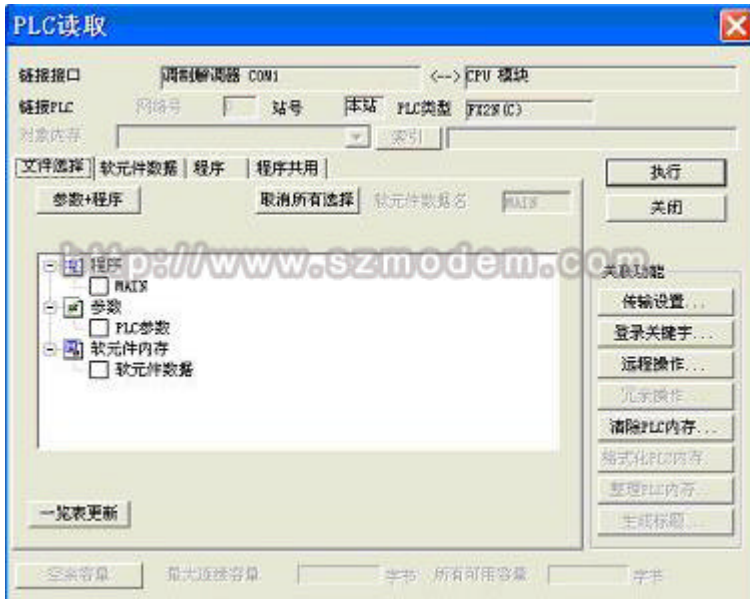 PLC读取
链接接口 调制解调器 COM1 <--> CPU 模块
链接PLC 网络号 0 站号 本站 PLC类型 FX2N(C)
对象内存 索引
文件选择 软元件数据 程序 程序共用
执行
参数+程序 取消所有选择 软元件数据名 MAIN
关闭
http://www.szmodem.com
程序
MAIN
参数
PLC参数
软元件内存
软元件数据
关联功能
传输设置...
登录关键字...
远程操作...
冗余操作...
清除PLC内存...
格式化PLC内存...
整理PLC内存...
生成标题...
一览表更新
空余容量 最大连接容量 字节 所有可用容量 字节